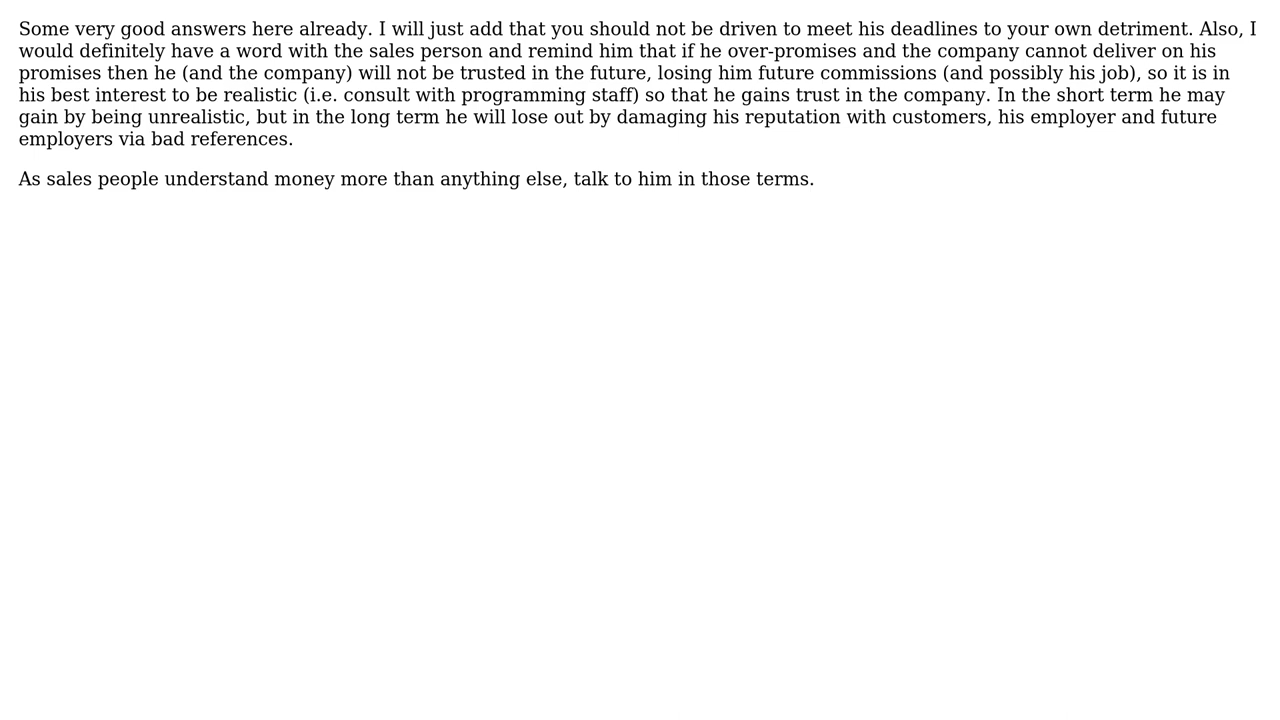 Some very good answers here already. I will just add that you should not be driven to meet his deadlines to your own detriment. Also, I
would definitely have a word with the sales person and remind him that if he over-promises and the company cannot deliver on his
promises then he (and the company) will not be trusted in the future, losing him future commissions (and possibly his job), so it is in
his best interest to be realistic (i.e. consult with programming staff) so that he gains trust in the company. In the short term he may
gain by being unrealistic, but in the long term he will lose out by damaging his reputation with customers, his employer and future
employers via bad references.
As sales people understand money more than anything else, talk to him in those terms.